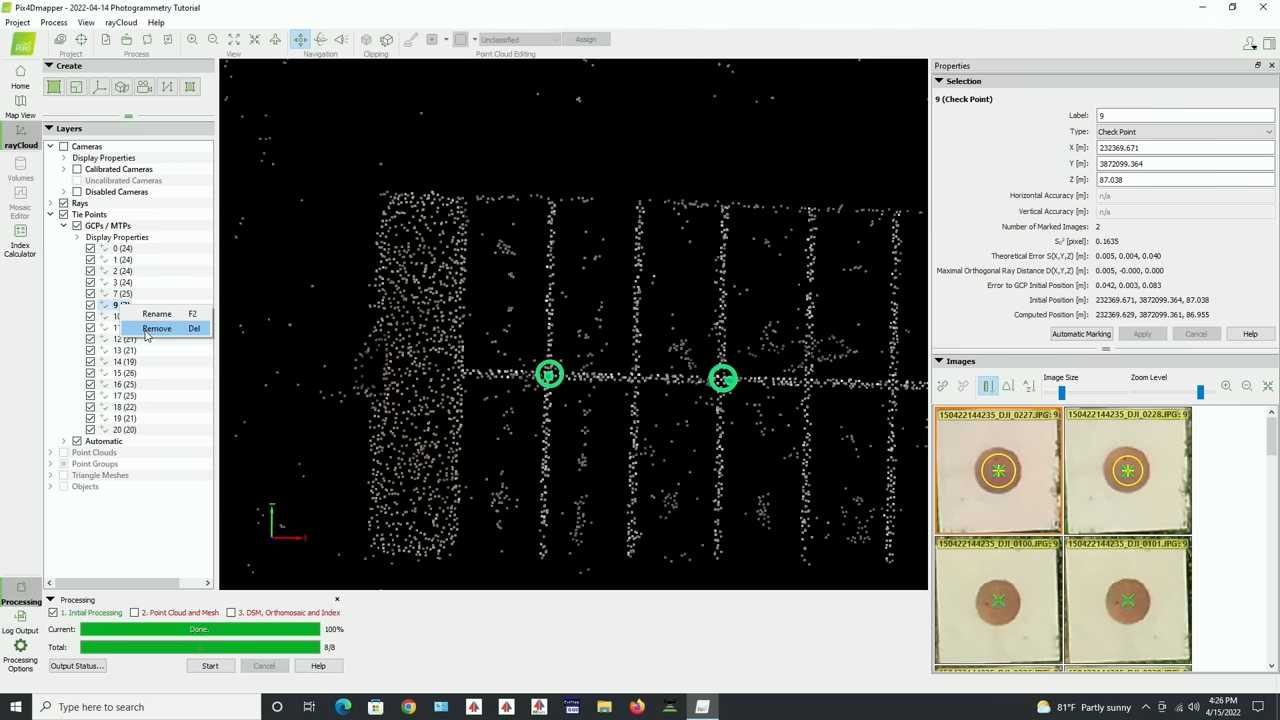 Pix4Dmapper - 2022-04-14 Photogrammetry Tutorial
Project Process View rayCloud Help
Unclassified Assign
Project Process View Navigation Clipping Point Cloud Editing
Home
Map View
rayCloud
Volumes
Mosaic
Editor
Index
Calculator
Processing
Log Output
Processing
Options
Create
Layers
Cameras
Display Properties
Calibrated Cameras
Uncalibrated Cameras
Disabled Cameras
Rays
Tie Points
GCPs / MTPs
Display Properties
0 (24)
1 (24)
2 (24)
3 (24)
7 (25)
Rename F2
Remove Del
12 (21)
13 (21)
14 (19)
15 (26)
16 (25)
17 (25)
18 (22)
19 (21)
20 (20)
Automatic
Point Clouds
Point Groups
Triangle Meshes
Objects
Processing
1. Initial Processing 2. Point Cloud and Mesh 3. DSM, Orthomosaic and Index
Current: Done. 100%
Total: 8/8
Output Status... Start Cancel Help
Properties
Selection
9 (Check Point)
Label: 9
Type: Check Point
X [m]: 232369.671
Y [m]: 3872099.364
Z [m]: 87.038
Horizontal Accuracy [m]: n/a
Vertical Accuracy [m]: n/a
Number of Marked Images: 2
S₀² [pixel]: 0.1635
Theoretical Error S(X,Y,Z) [m]: 0.005, 0.004, 0.040
Maximal Orthogonal Ray Distance D(X,Y,Z) [m]: 0.005, -0.000, 0.000
Error to GCP Initial Position [m]: 0.042, 0.003, 0.083
Initial Position [m]: 232369.671, 3872099.364, 87.038
Computed Position [m]: 232369.629, 3872099.361, 86.955
Automatic Marking Apply Cancel Help
Images
Image Size Zoom Level
150422144235_DJI_0227.JPG: 9 150422144235_DJI_0228.JPG: 9
150422144235_DJI_0100.JPG: 9 150422144235_DJI_0101.JPG: 9
Type here to search
81°F Partly sunny
4:26 PM
4/15/2022